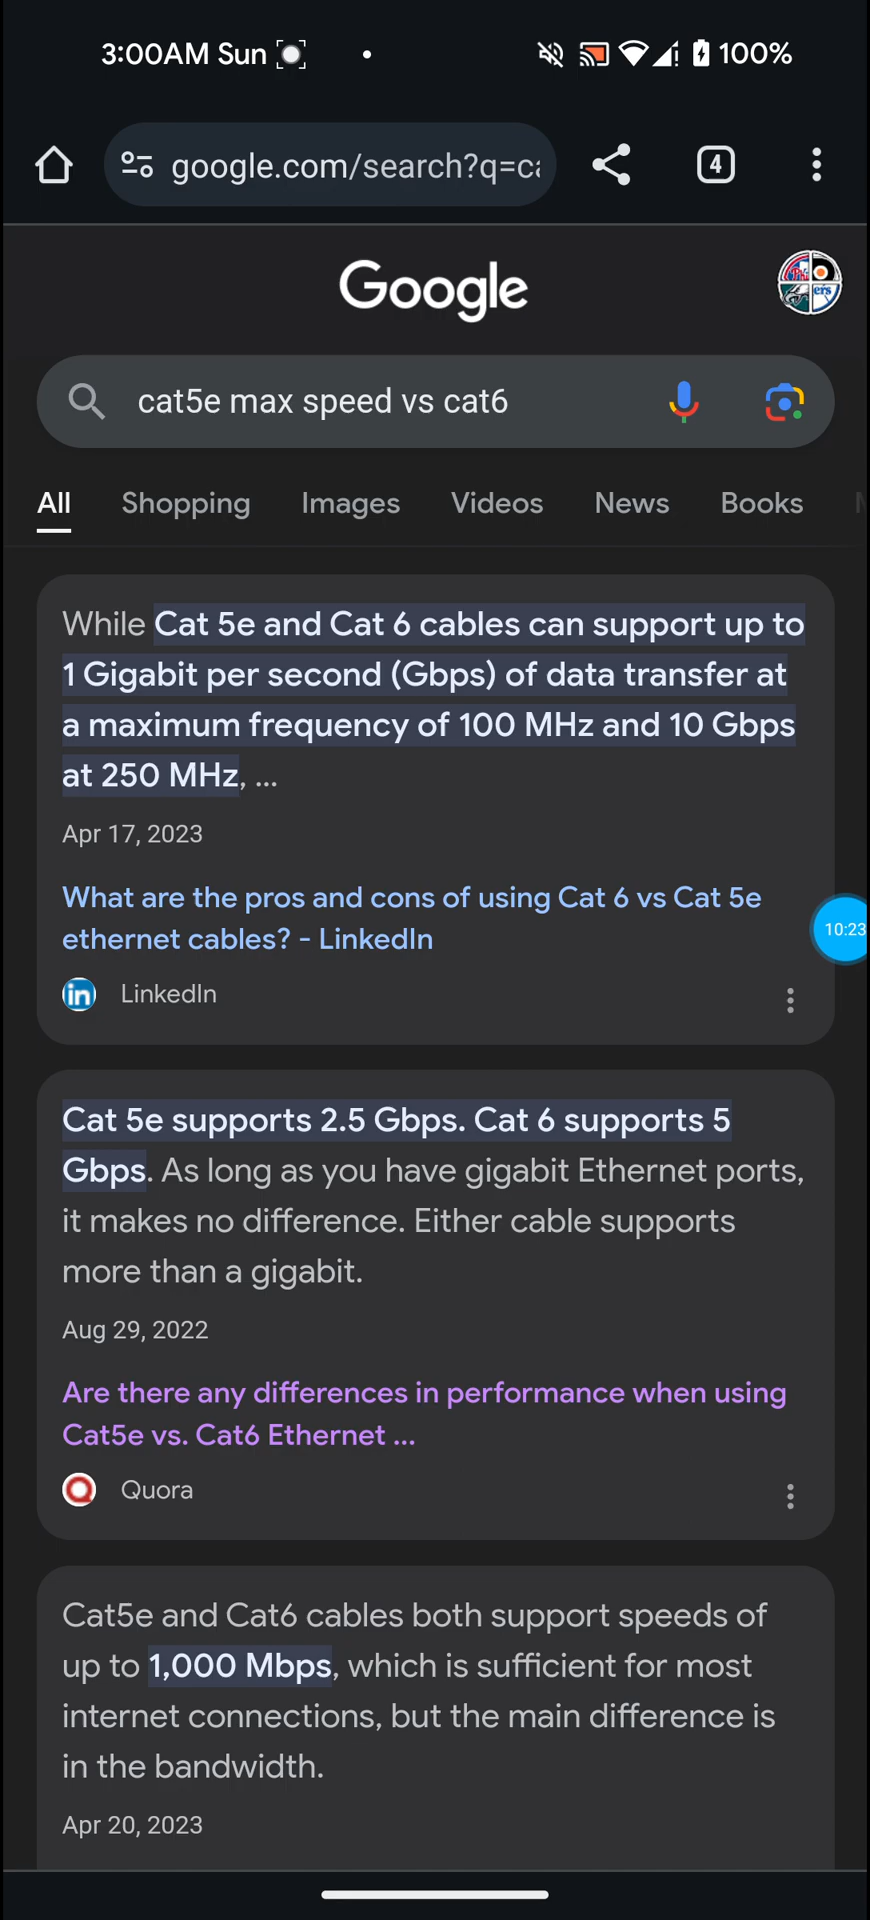 3:00AM Sun
100%
google.com/search?q=ca
4
Google
cat5e max speed vs cat6
All Shopping Images Videos News Books
While Cat 5e and Cat 6 cables can support up to
1 Gigabit per second (Gbps) of data transfer at
a maximum frequency of 100 MHz and 10 Gbps
at 250 MHz, ...
Apr 17, 2023
What are the pros and cons of using Cat 6 vs Cat 5e
ethernet cables? - LinkedIn
10:23
in LinkedIn
Cat 5e supports 2.5 Gbps. Cat 6 supports 5
Gbps. As long as you have gigabit Ethernet ports,
it makes no difference. Either cable supports
more than a gigabit.
Aug 29, 2022
Are there any differences in performance when using
Cat5e vs. Cat6 Ethernet ...
Quora
Cat5e and Cat6 cables both support speeds of
up to 1,000 Mbps, which is sufficient for most
internet connections, but the main difference is
in the bandwidth.
Apr 20, 2023